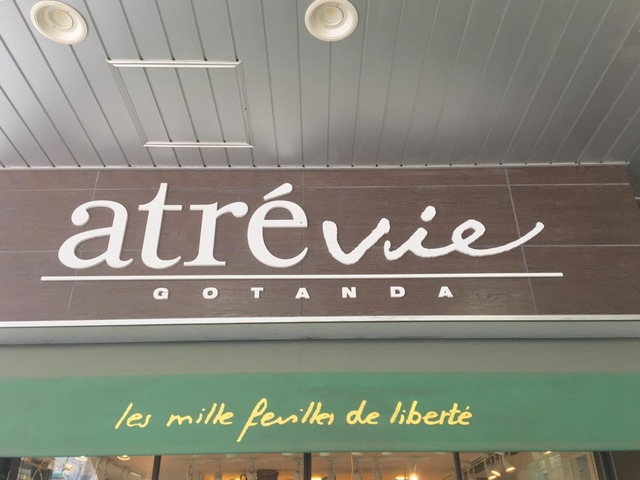 atrévie
GOTANDA
les mille feuilles de liberté